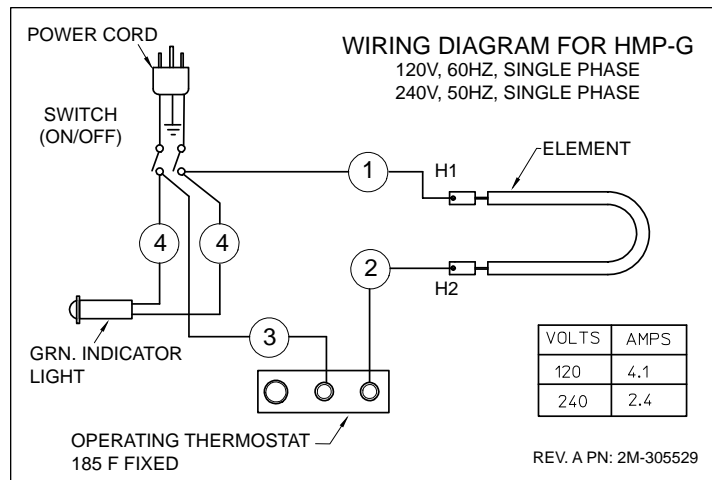 POWER CORD
WIRING DIAGRAM FOR HMP-G
120V, 60HZ, SINGLE PHASE
240V, 50HZ, SINGLE PHASE
SWITCH
(ON/OFF)
ELEMENT
1
H1
4
4
2
H2
3
GRN. INDICATOR
LIGHT
VOLTS AMPS
120 4.1
240 2.4
OPERATING THERMOSTAT
185 F FIXED
REV. A PN: 2M-305529